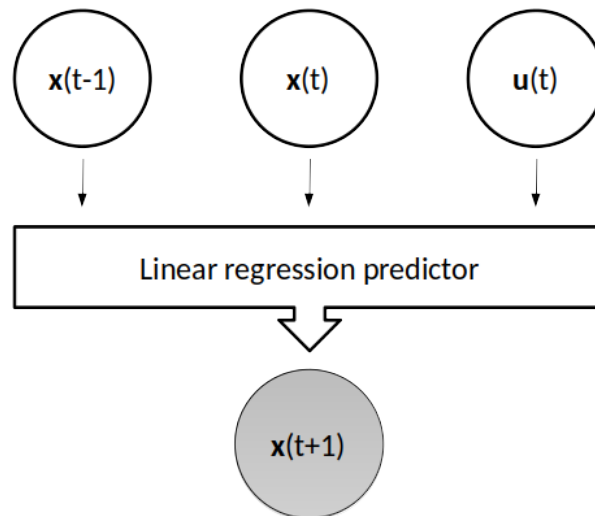 x(t-1)
x(t)
u(t)
Linear regression predictor
x(t+1)